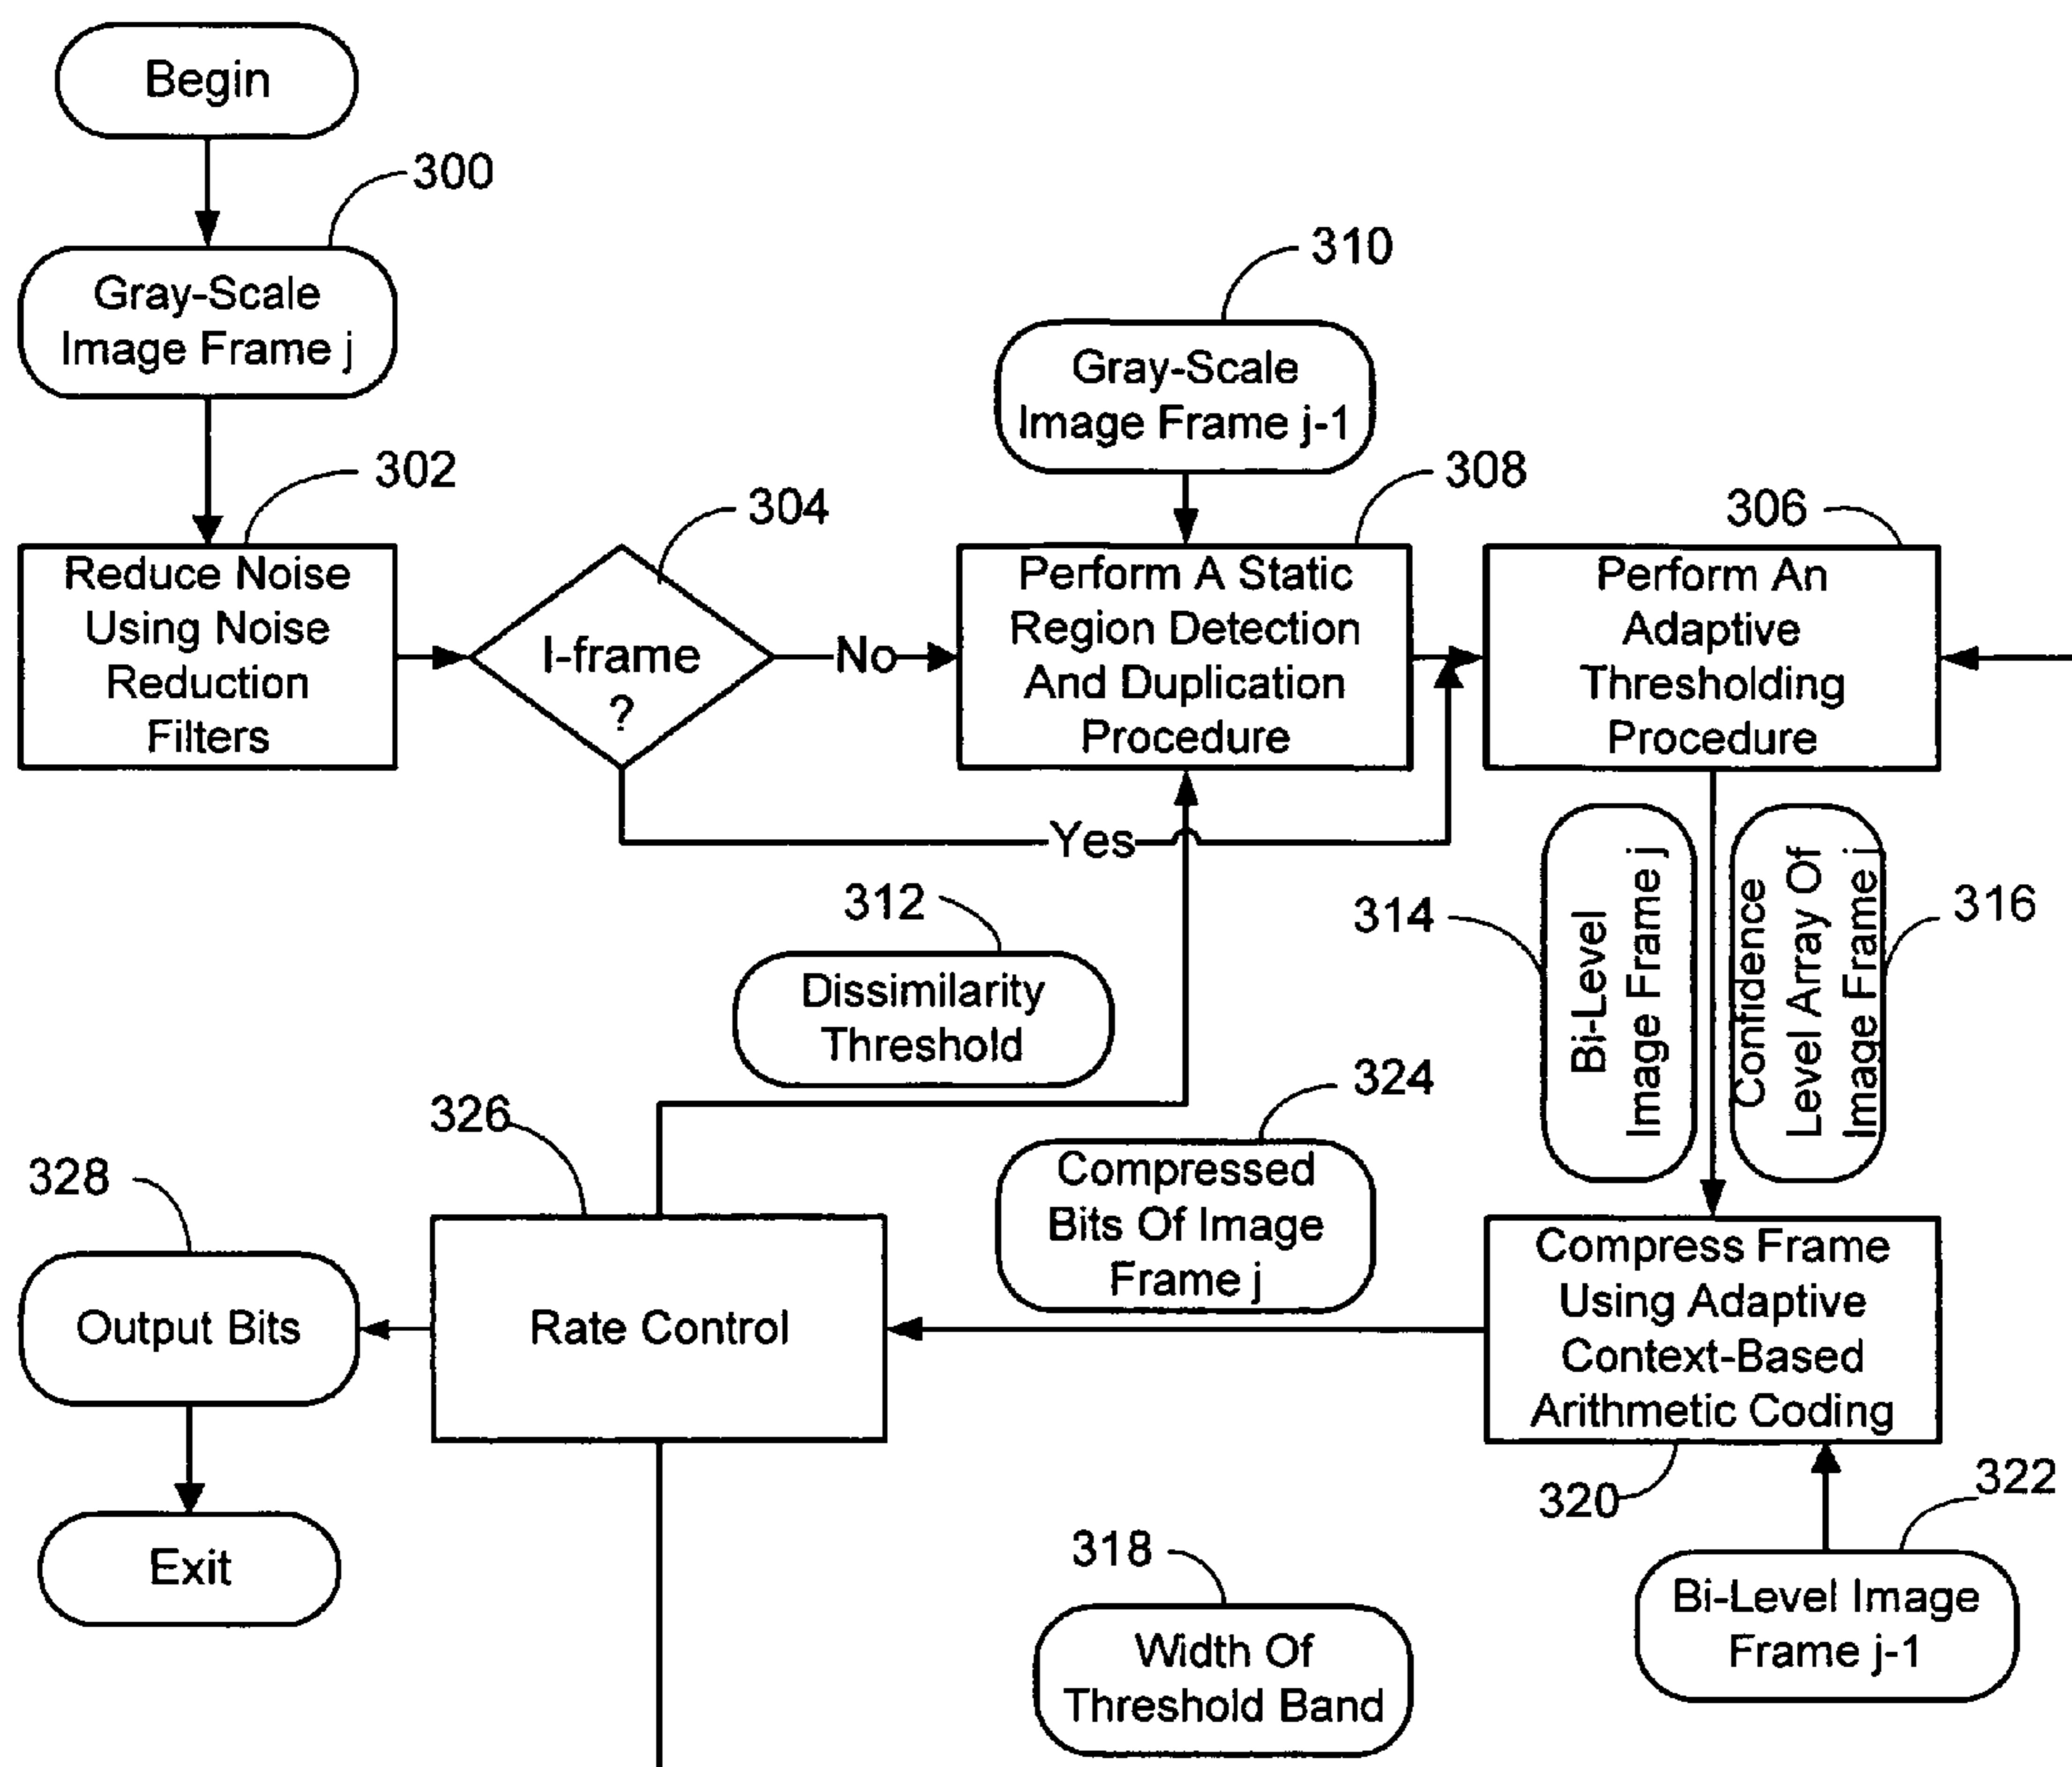 Begin
300
Gray-Scale
Image Frame j
310
Gray-Scale
Image Frame j-1
302
Reduce Noise
Using Noise
Reduction
Filters
304
I-frame
?
No
Yes
308
Perform A Static
Region Detection
And Duplication
Procedure
306
Perform An
Adaptive
Thresholding
Procedure
312
Dissimilarity
Threshold
314
Bi-Level
Image Frame j
Confidence
Level Array Of
Image Frame j
316
324
Compressed
Bits Of Image
Frame j
326
Rate Control
328
Output Bits
Exit
Compress Frame
Using Adaptive
Context-Based
Arithmetic Coding
320
322
Bi-Level Image
Frame j-1
318
Width Of
Threshold Band